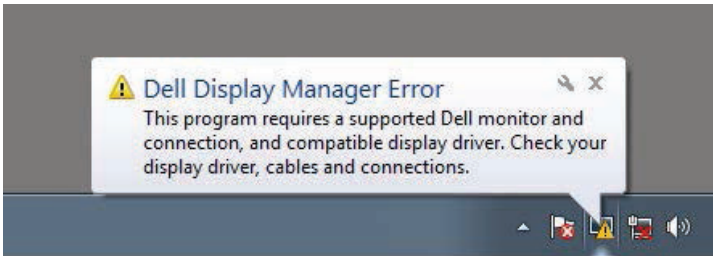 Dell Display Manager Error
This program requires a supported Dell monitor and
connection, and compatible display driver. Check your
display driver, cables and connections.